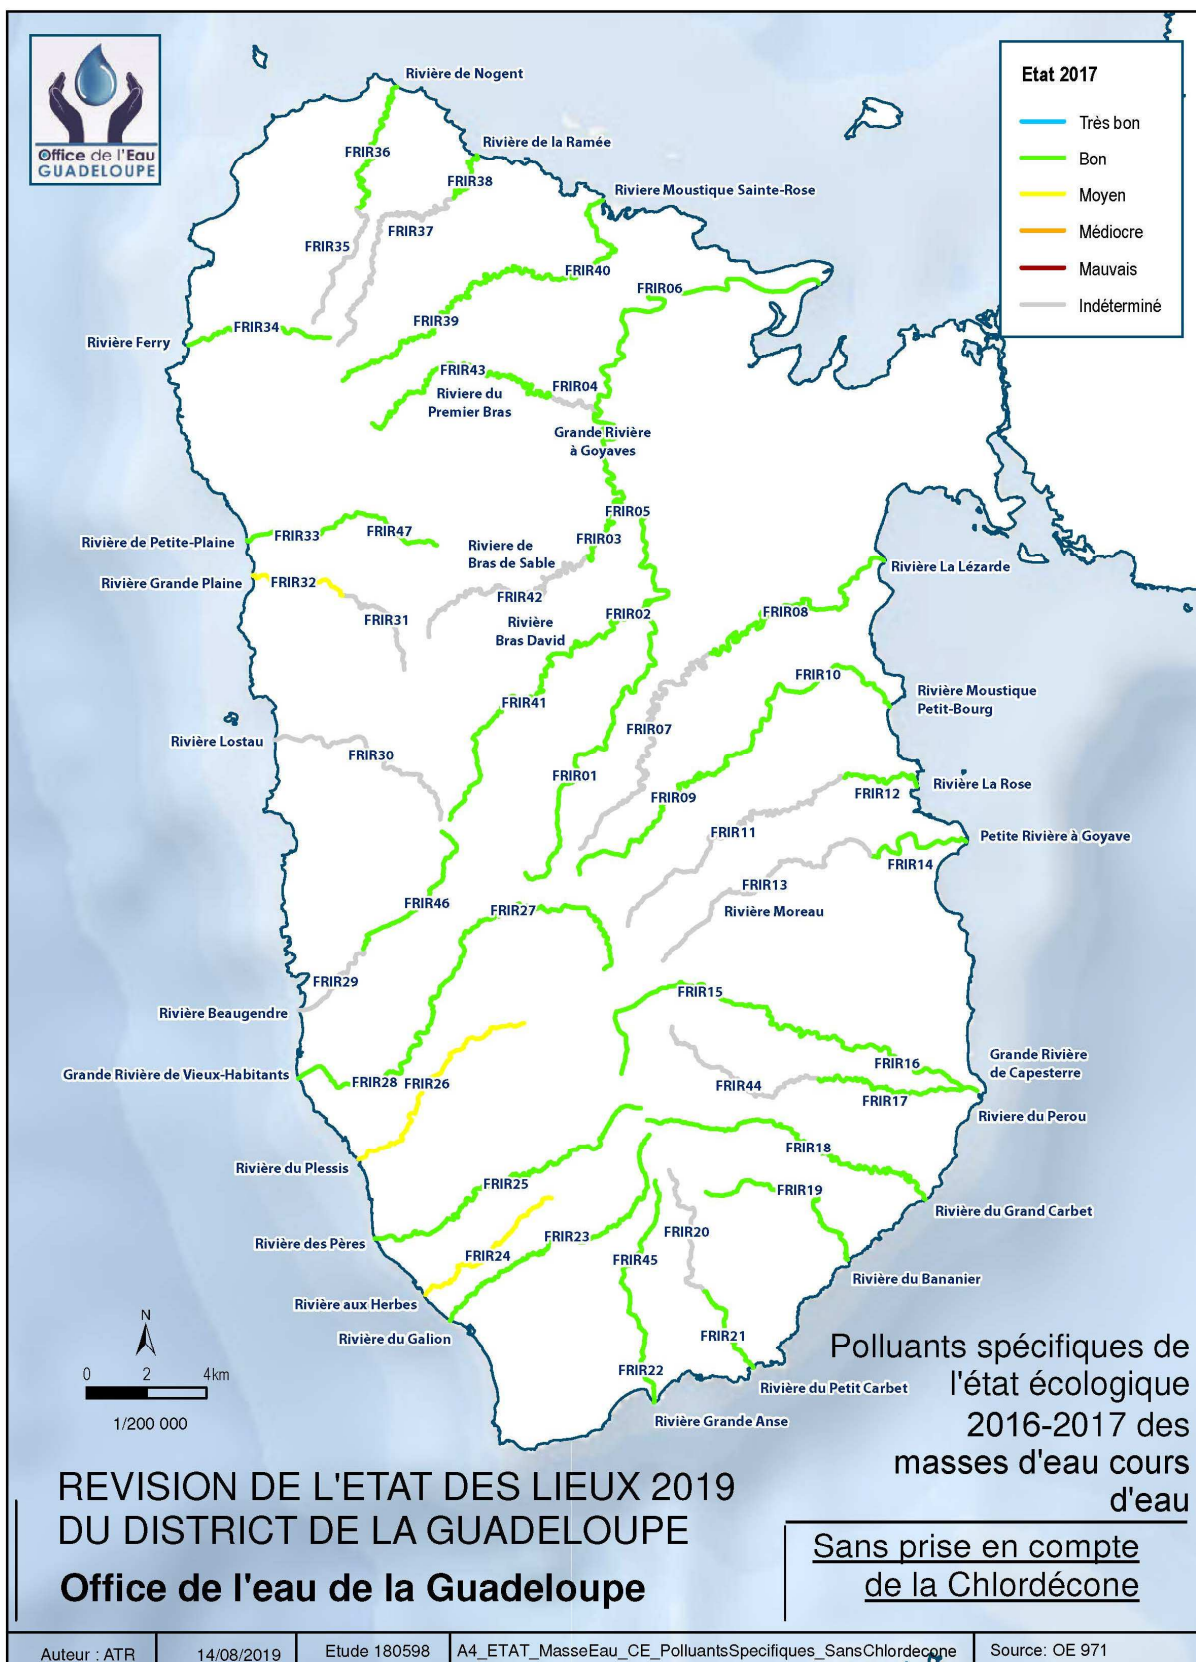 Office de l'Eau
GUADELOUPE
Etat 2017
Très bon
Bon
Moyen
Médiocre
Mauvais
Indéterminé
Rivière de Nogent
FRIR36
Rivière de la Ramée
FRIR38
Riviere Moustique Sainte-Rose
FRIR37
FRIR35
FRIR40
FRIR06
FRIR39
FRIR34
Rivière Ferry
FRIR43
FRIR04
Riviere du
Premier Bras
Grande Rivière
à Goyaves
FRIR05
FRIR33
FRIR47
Rivière de Petite-Plaine
FRIR03
Riviere de
Bras de Sable
Rivière La Lézarde
Rivière Grande Plaine
FRIR32
FRIR42
FRIR31
FRIR02
FRIR08
Rivière
Bras David
FRIR10
Rivière Moustique
Petit-Bourg
FRIR41
FRIR07
Rivière Lostau
FRIR30
FRIR01
FRIR09
FRIR12
Rivière La Rose
FRIR11
Petite Rivière à Goyave
FRIR14
FRIR13
Rivière Moreau
FRIR46
FRIR27
FRIR29
FRIR15
Rivière Beaugendre
Grande Rivière
de Capesterre
FRIR16
Grande Rivière de Vieux-Habitants
FRIR28
FRIR26
FRIR44
FRIR17
Riviere du Perou
FRIR18
Rivière du Plessis
FRIR25
FRIR19
Rivière du Grand Carbet
FRIR20
FRIR23
Rivière des Pères
FRIR24
FRIR45
Rivière du Bananier
Rivière aux Herbes
Rivière du Galion
FRIR21
FRIR22
Rivière du Petit Carbet
Rivière Grande Anse
N
0 2 4km
1/200 000
Polluants spécifiques de
l'état écologique
2016-2017 des
masses d'eau cours
d'eau
Sans prise en compte
de la Chlordécone
REVISION DE L'ETAT DES LIEUX 2019
DU DISTRICT DE LA GUADELOUPE
Office de l'eau de la Guadeloupe
Auteur : ATR
14/08/2019
Etude 180598
A4_ETAT_MasseEau_CE_PolluantsSpecifiques_SansChlordecone
Source: OE 971